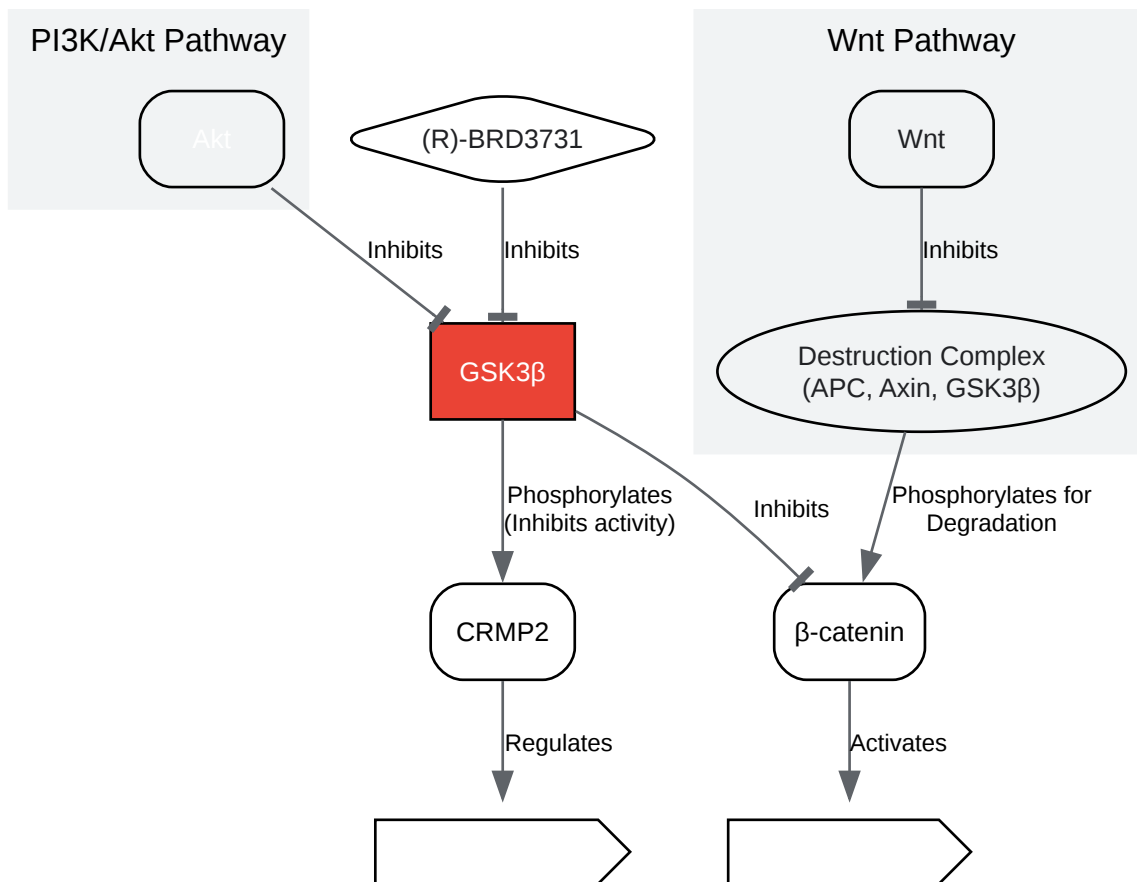 PI3K/Akt Pathway
Wnt Pathway
Akt
(R)-BRD3731
Wnt
Inhibits
Inhibits
Inhibits
GSK3β
Destruction Complex
(APC, Axin, GSK3β)
Phosphorylates
(Inhibits activity)
Inhibits
Phosphorylates for
Degradation
CRMP2
β-catenin
Regulates
Activates